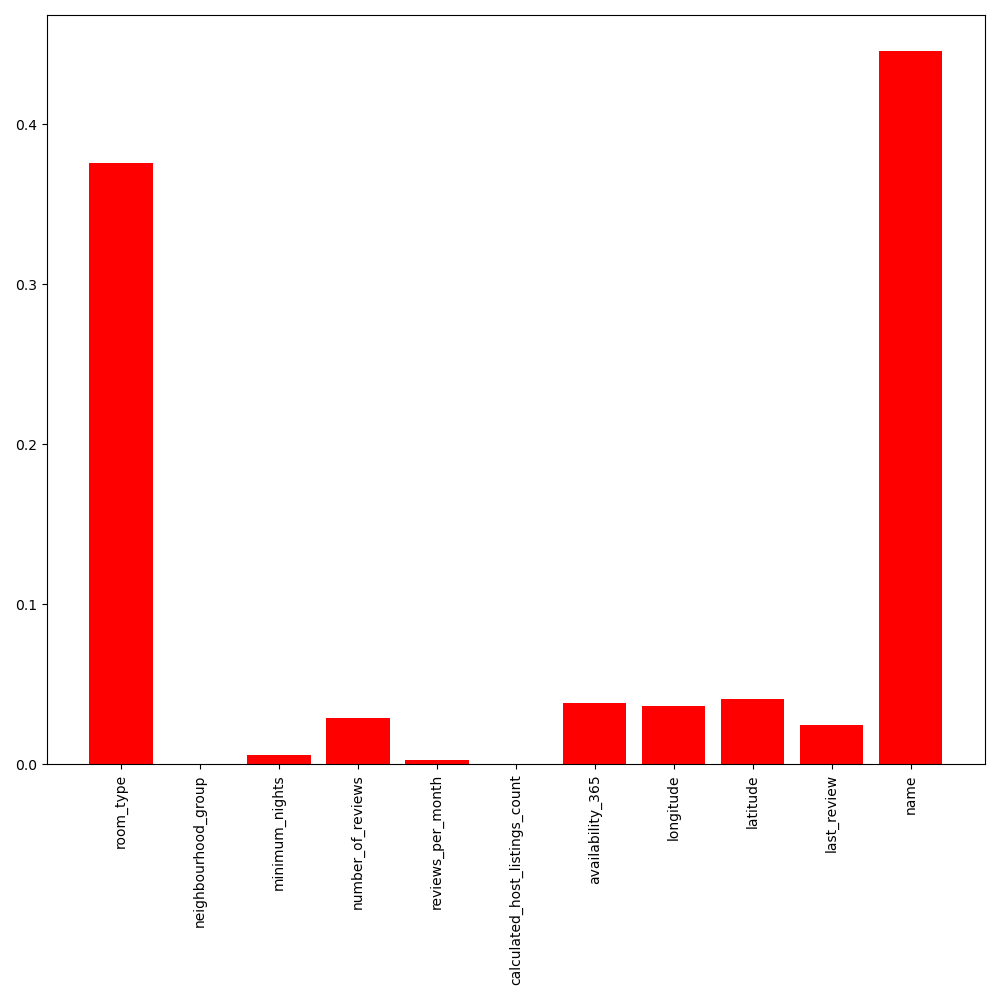 0.4
0.3
0.2
0.1
0.0
room_type
neighbourhood_group
minimum_nights
number_of_reviews
reviews_per_month
calculated_host_listings_count
availability_365
longitude
latitude
last_review
name